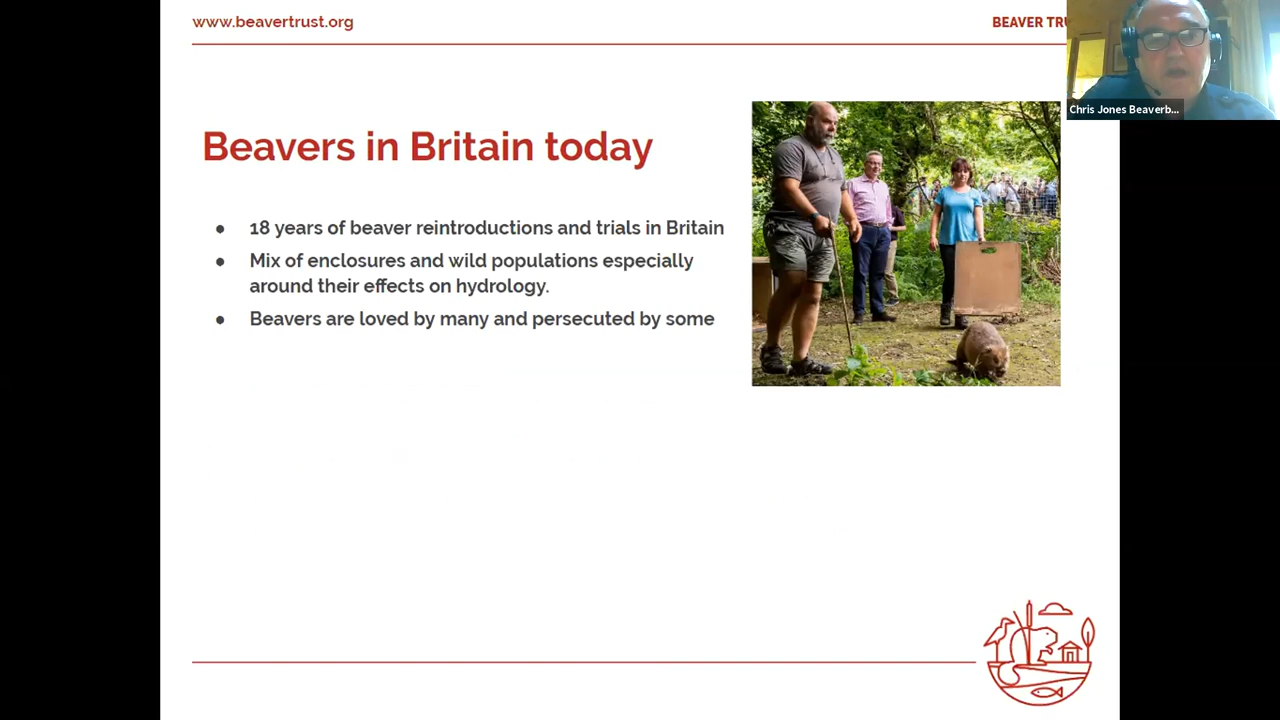 www.beavertrust.org
BEAVER
Chris Jones Beaverb...
Beavers in Britain today
● 18 years of beaver reintroductions and trials in Britain
● Mix of enclosures and wild populations especially
around their effects on hydrology.
● Beavers are loved by many and persecuted by some